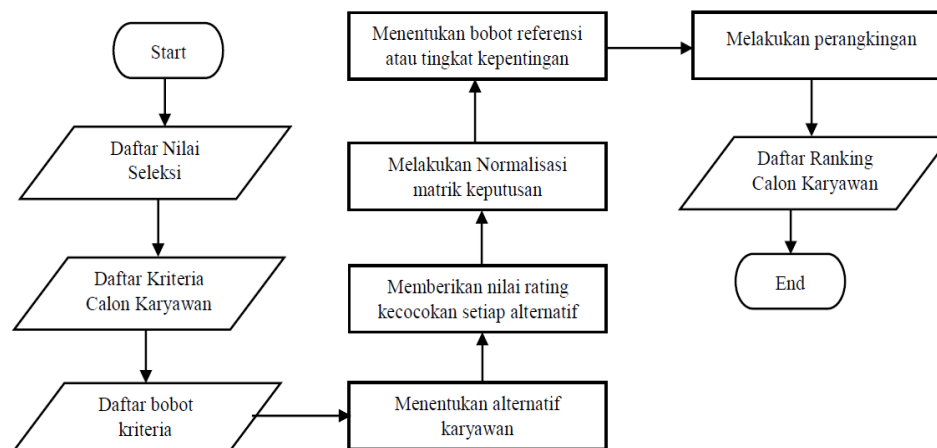 Start
Daftar Nilai
Seleksi
Daftar Kriteria
Calon Karyawan
Daftar bobot
kriteria
Menentukan alternatif
karyawan
Memberikan nilai rating
kecocokan setiap alternatif
Melakukan Normalisasi
matrik keputusan
Menentukan bobot referensi
atau tingkat kepentingan
Melakukan perangkingan
Daftar Ranking
Calon Karyawan
End